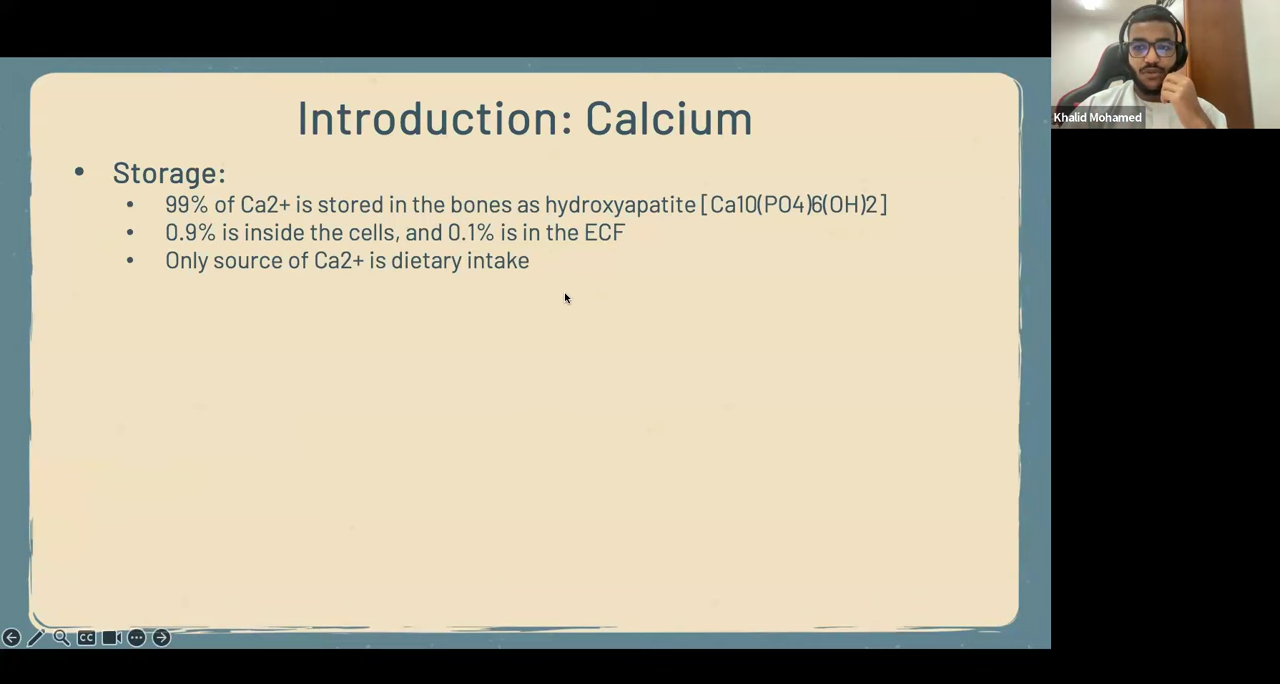 Introduction: Calcium
• Storage:
• 99% of Ca2+ is stored in the bones as hydroxyapatite [Ca10(PO4)6(OH)2]
• 0.9% is inside the cells, and 0.1% is in the ECF
• Only source of Ca2+ is dietary intake
CC
Khalid Mohamed